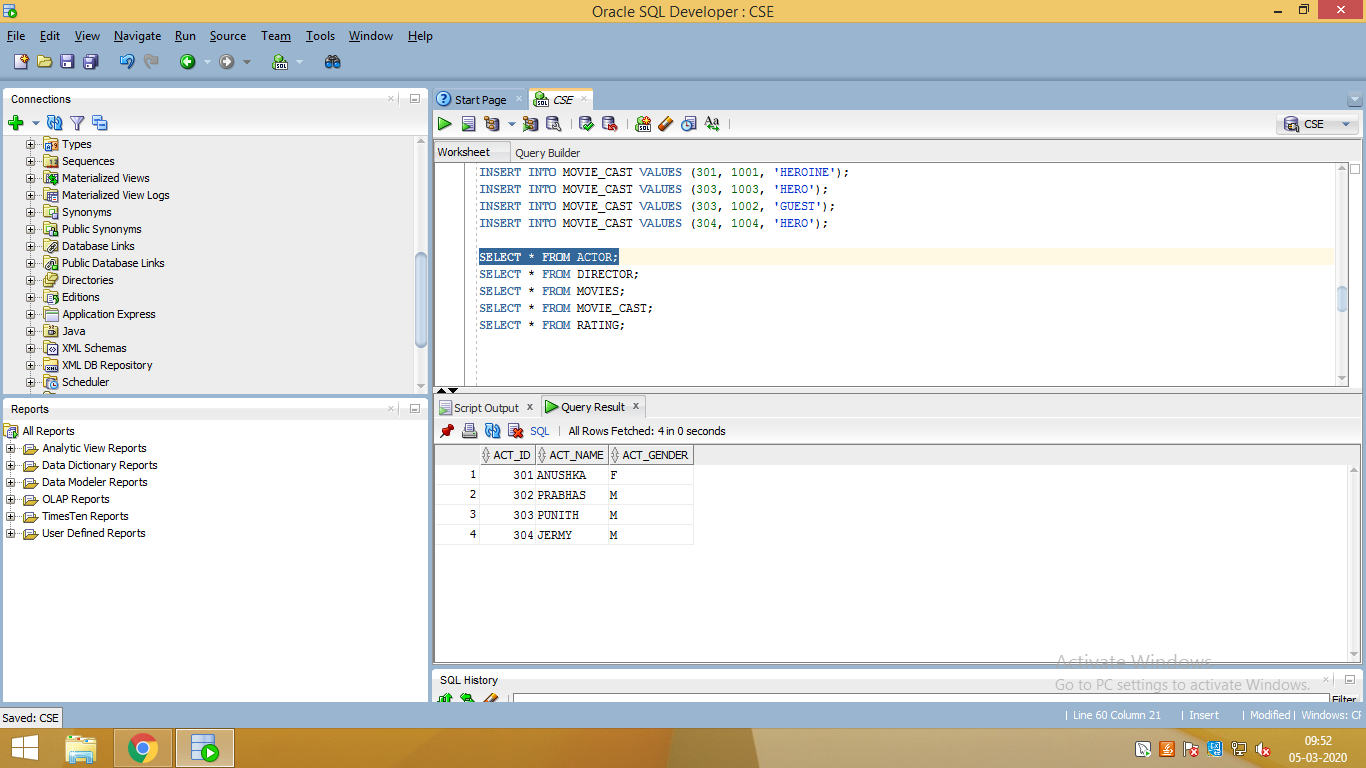 Oracle SQL Developer : CSE
File Edit View Navigate Run Source Team Tools Window Help
Connections
Types
Sequences
Materialized Views
Materialized View Logs
Synonyms
Public Synonyms
Database Links
Public Database Links
Directories
Editions
Application Express
Java
XML Schemas
XML DB Repository
Scheduler
Reports
All Reports
Analytic View Reports
Data Dictionary Reports
Data Modeler Reports
OLAP Reports
TimesTen Reports
User Defined Reports
Start Page CSE
CSE
Worksheet Query Builder
INSERT INTO MOVIE_CAST VALUES (301, 1001, 'HEROINE');
INSERT INTO MOVIE_CAST VALUES (303, 1003, 'HERO');
INSERT INTO MOVIE_CAST VALUES (303, 1002, 'GUEST');
INSERT INTO MOVIE_CAST VALUES (304, 1004, 'HERO');
SELECT * FROM ACTOR;
SELECT * FROM DIRECTOR;
SELECT * FROM MOVIES;
SELECT * FROM MOVIE_CAST;
SELECT * FROM RATING;
Script Output x Query Result x
SQL | All Rows Fetched: 4 in 0 seconds
ACT_ID ACT_NAME ACT_GENDER
1 301 ANUSHKA F
2 302 PRABHAS M
3 303 PUNITH M
4 304 JERMY M
Activate Windows
Go to PC settings to activate Windows.
SQL History
Filter
Saved: CSE
| Line 60 Column 21 | Insert | Modified | Windows: CF
09:52
05-03-2020